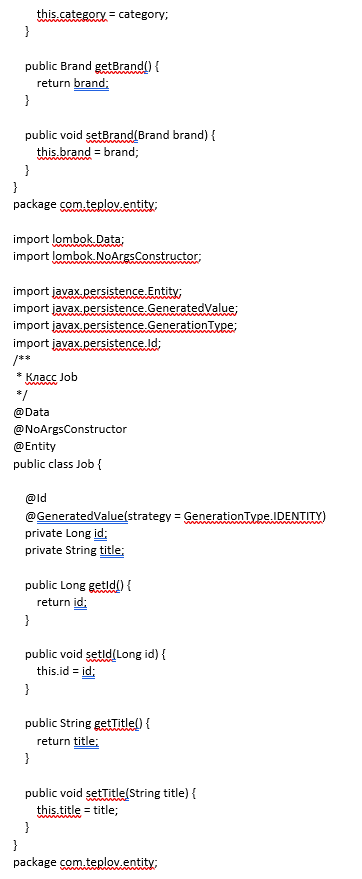 this.category = category;
}
public Brand getBrand() {
return brand;
}
public void setBrand(Brand brand) {
this.brand = brand;
}
}
package com.teplov.entity;
import lombok.Data;
import lombok.NoArgsConstructor;
import javax.persistence.Entity;
import javax.persistence.GeneratedValue;
import javax.persistence.GenerationType;
import javax.persistence.Id;
/**
* Класс Job
*/
@Data
@NoArgsConstructor
@Entity
public class Job {
@Id
@GeneratedValue(strategy = GenerationType.IDENTITY)
private Long id;
private String title;
public Long getId() {
return id;
}
public void setId(Long id) {
this.id = id;
}
public String getTitle() {
return title;
}
public void setTitle(String title) {
this.title = title;
}
}
package com.teplov.entity;